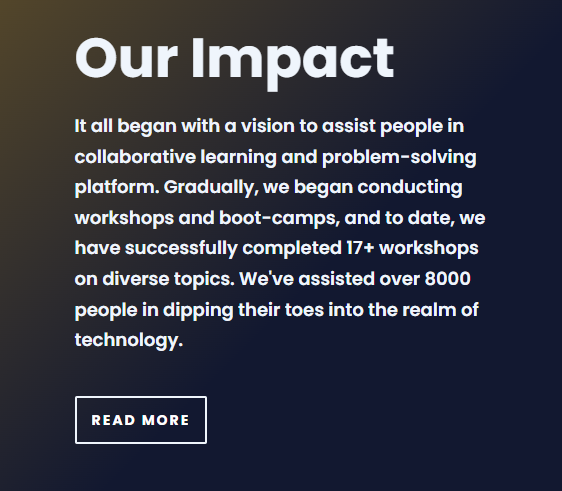 Our Impact
It all began with a vision to assist people in
collaborative learning and problem-solving
platform. Gradually, we began conducting
workshops and boot-camps, and to date, we
have successfully completed 17+ workshops
on diverse topics. We've assisted over 8000
people in dipping their toes into the realm of
technology.
READ MORE